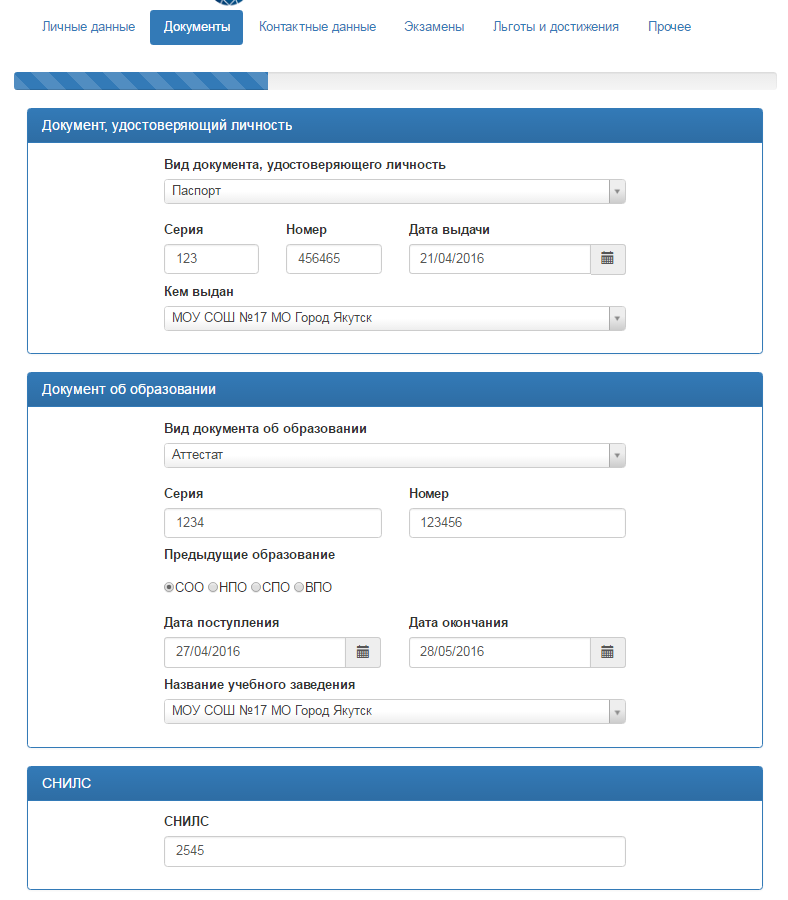 Личные данные Документы Контактные данные Экзамены Льготы и достижения Прочее
Документ, удостоверяющий личность
Вид документа, удостоверяющего личность
Паспорт
Серия Номер Дата выдачи
123 456465 21/04/2016
Кем выдан
МОУ СОШ №17 МО Город Якутск
Документ об образовании
Вид документа об образовании
Аттестат
Серия Номер
1234 123456
Предыдущие образование
СОО НПО СПО ВПО
Дата поступления Дата окончания
27/04/2016 28/05/2016
Название учебного заведения
МОУ СОШ №17 МО Город Якутск
СНИЛС
СНИЛС
2545